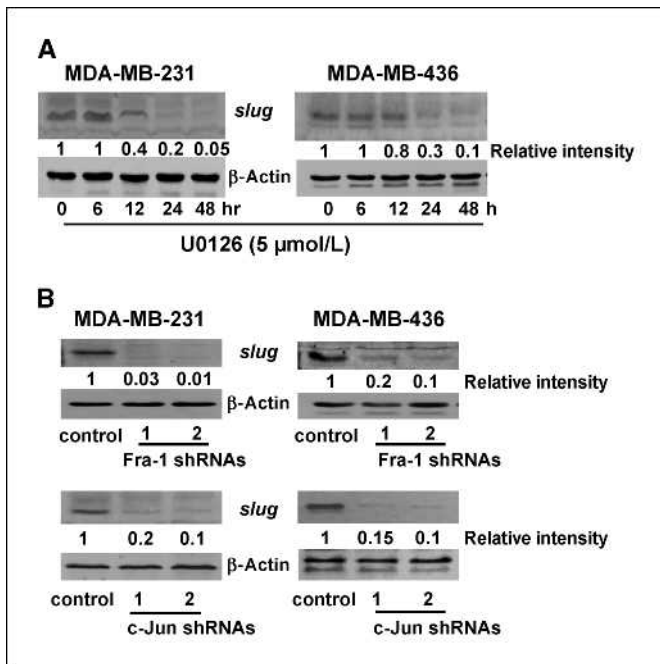 A
MDA-MB-231 MDA-MB-436
slug
1 1 0.4 0.2 0.05 1 1 0.8 0.3 0.1 Relative intensity
β-Actin
0 6 12 24 48 hr 0 6 12 24 48 h
U0126 (5 µmol/L)
B
MDA-MB-231 MDA-MB-436
slug
1 0.03 0.01 1 0.2 0.1 Relative intensity
β-Actin
control 1 2 control 1 2
Fra-1 shRNAs Fra-1 shRNAs
slug
1 0.2 0.1 1 0.15 0.1 Relative intensity
β-Actin
control 1 2 control 1 2
c-Jun shRNAs c-Jun shRNAs